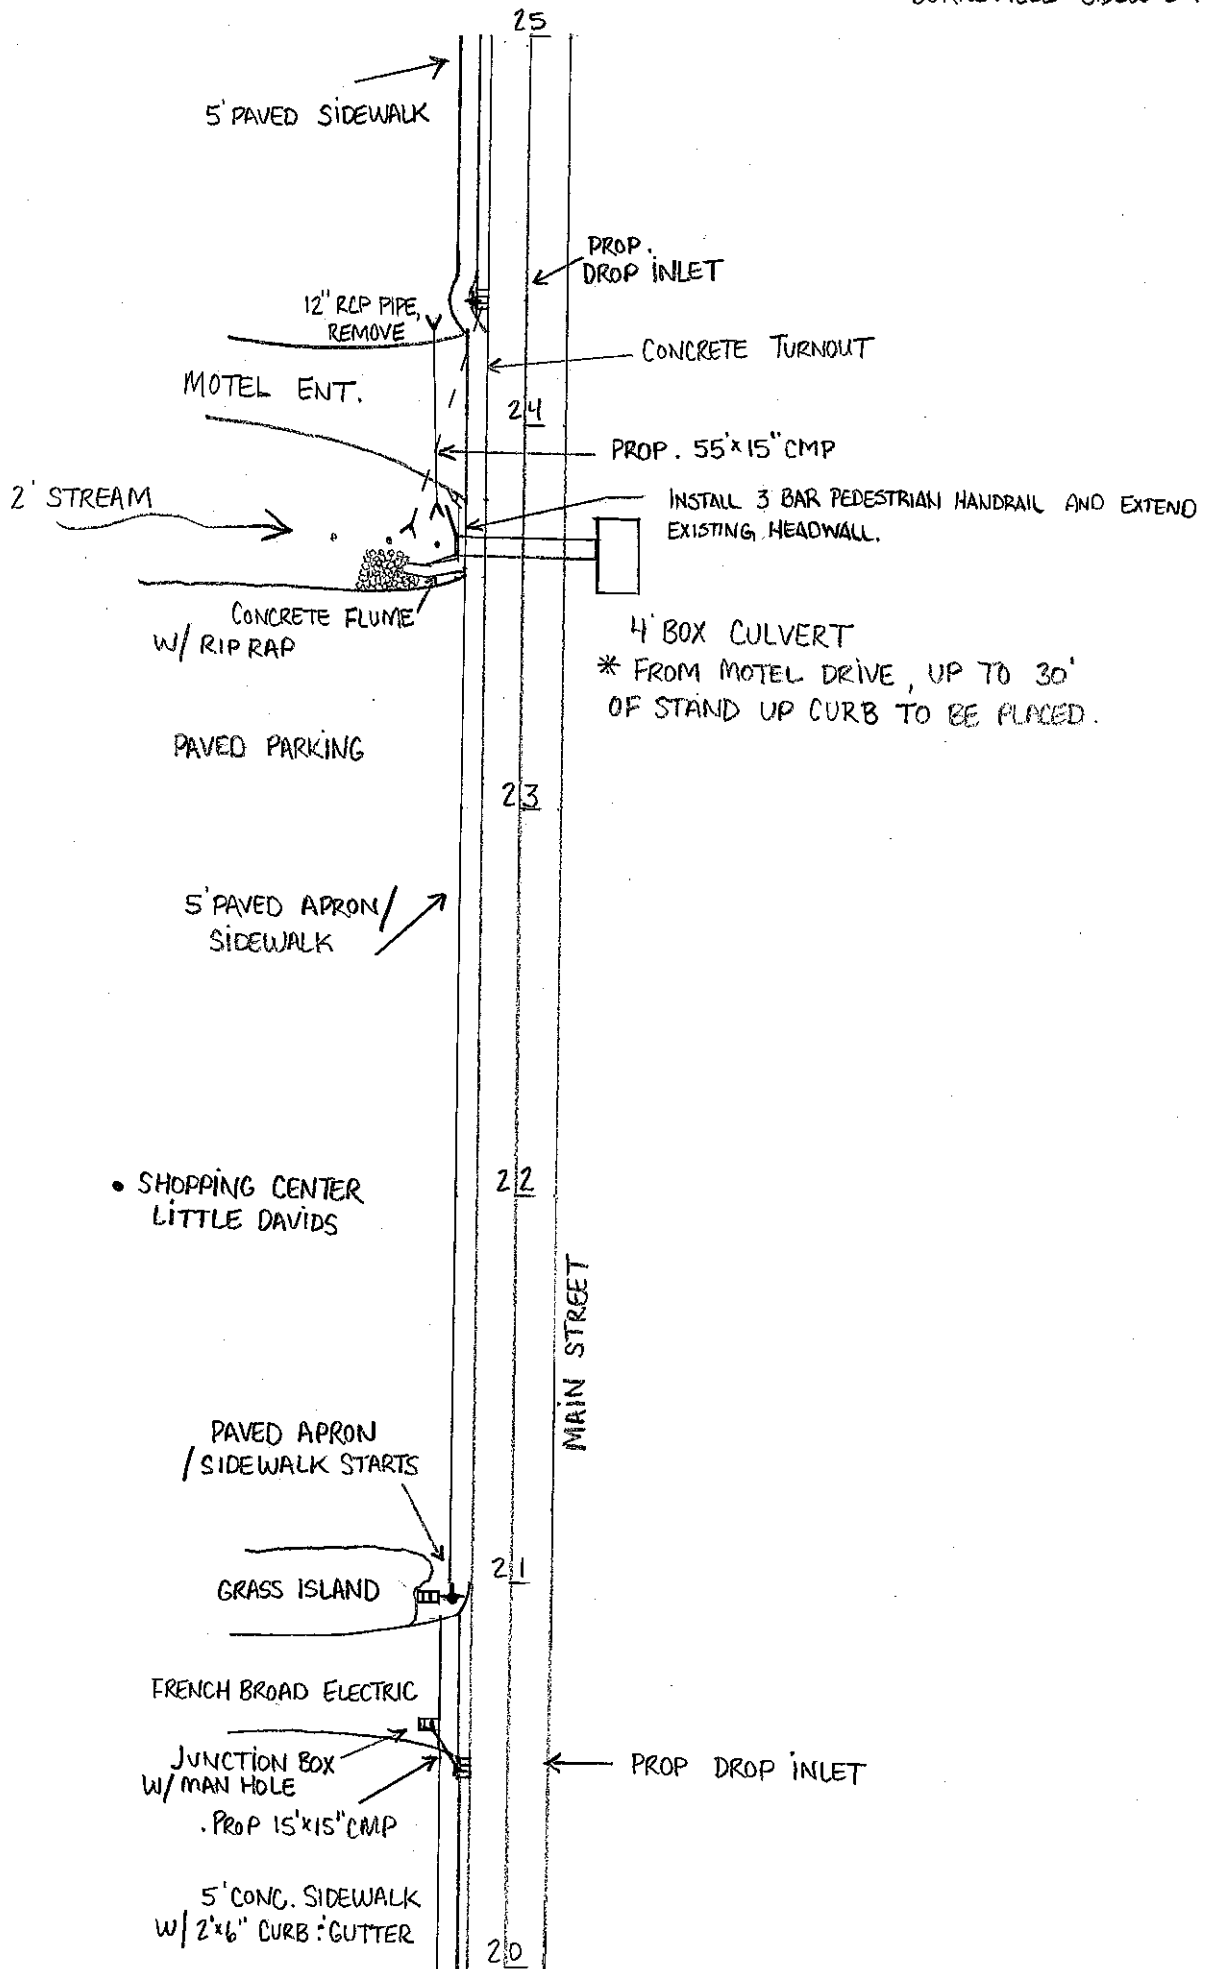 25
5' PAVED SIDEWALK
PROP.
DROP INLET
12" RCP PIPE,
REMOVE
CONCRETE TURNOUT
MOTEL ENT.
24
PROP. 55'x15" CMP
2' STREAM
INSTALL 3 BAR PEDESTRIAN HANDRAIL AND EXTEND
EXISTING HEADWALL.
CONCRETE FLUME
W/ RIP RAP
4' BOX CULVERT
* FROM MOTEL DRIVE, UP TO 30'
OF STAND UP CURB TO BE PLACED.
PAVED PARKING
23
5' PAVED APRON/
SIDEWALK
22
• SHOPPING CENTER
LITTLE DAVIDS
MAIN STREET
PAVED APRON
/SIDEWALK STARTS
21
GRASS ISLAND
FRENCH BROAD ELECTRIC
JUNCTION BOX
W/ MAN HOLE
PROP DROP INLET
.PROP 15'x15" CMP
5' CONC. SIDEWALK
W/ 2'x6" CURB : GUTTER
20